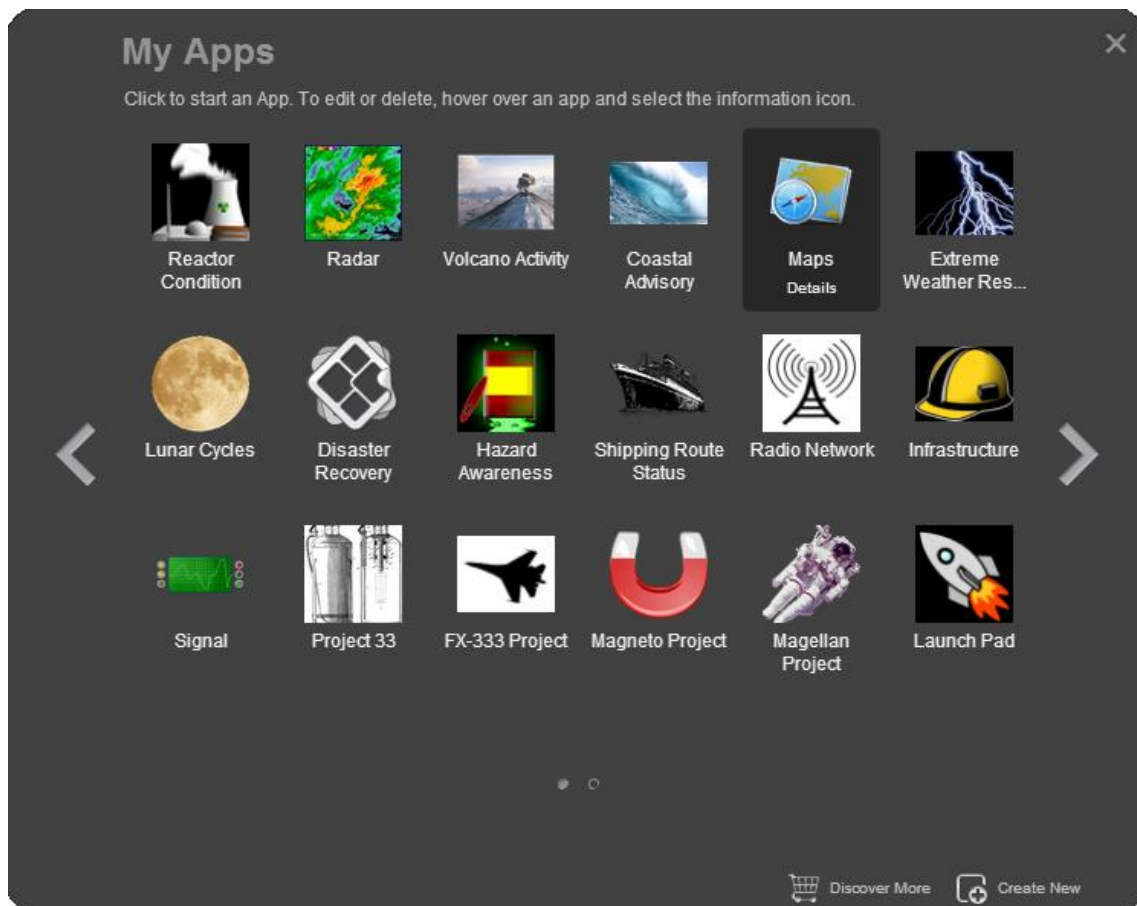 My Apps
Click to start an App. To edit or delete, hover over an app and select the information icon.
Reactor
Condition
Radar
Volcano Activity
Coastal
Advisory
Maps
Details
Extreme
Weather Res...
Lunar Cycles
Disaster
Recovery
Hazard
Awareness
Shipping Route
Status
Radio Network
Infrastructure
Signal
Project 33
FX-333 Project
Magneto Project
Magellan
Project
Launch Pad
Discover More
Create New